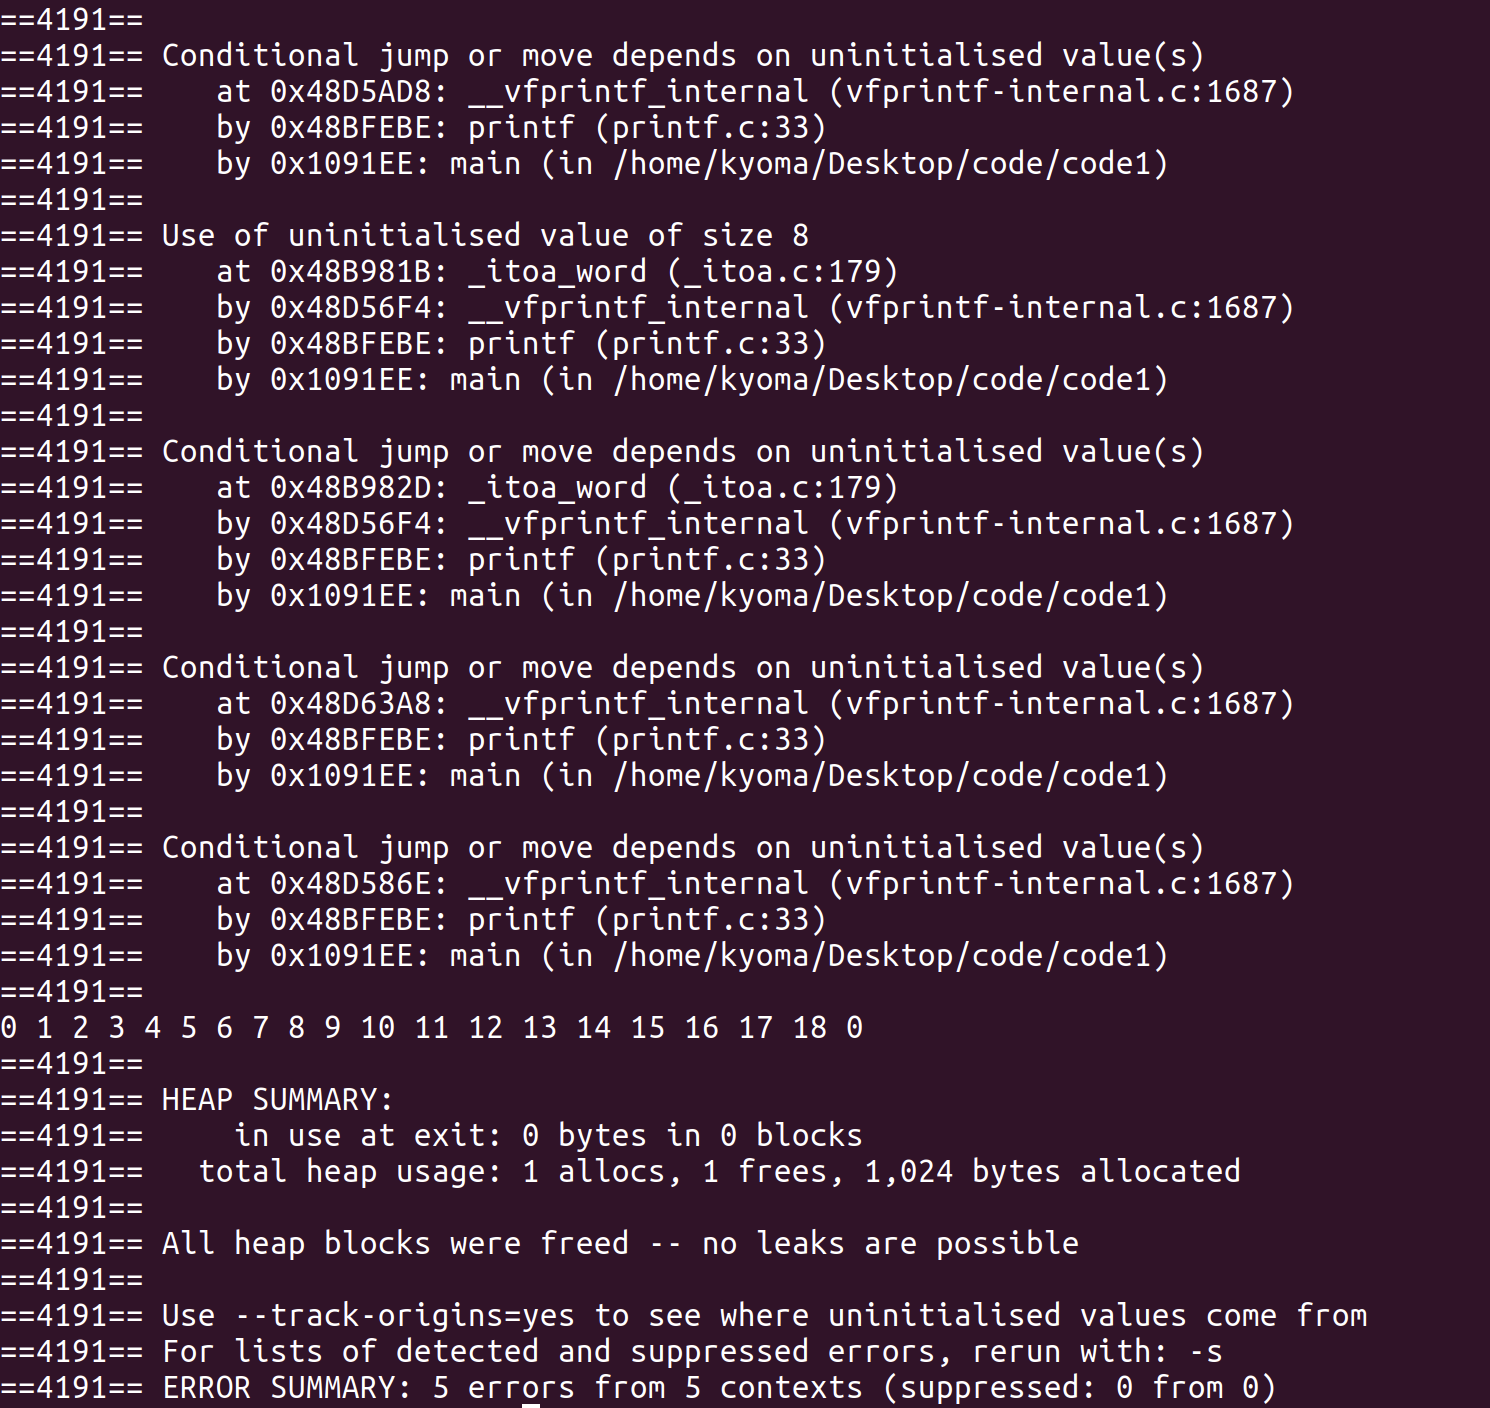 ==4191==
==4191== Conditional jump or move depends on uninitialised value(s)
==4191==    at 0x48D5AD8: __vfprintf_internal (vfprintf-internal.c:1687)
==4191==    by 0x48BFEBE: printf (printf.c:33)
==4191==    by 0x1091EE: main (in /home/kyoma/Desktop/code/code1)
==4191==
==4191== Use of uninitialised value of size 8
==4191==    at 0x48B981B: _itoa_word (_itoa.c:179)
==4191==    by 0x48D56F4: __vfprintf_internal (vfprintf-internal.c:1687)
==4191==    by 0x48BFEBE: printf (printf.c:33)
==4191==    by 0x1091EE: main (in /home/kyoma/Desktop/code/code1)
==4191==
==4191== Conditional jump or move depends on uninitialised value(s)
==4191==    at 0x48B982D: _itoa_word (_itoa.c:179)
==4191==    by 0x48D56F4: __vfprintf_internal (vfprintf-internal.c:1687)
==4191==    by 0x48BFEBE: printf (printf.c:33)
==4191==    by 0x1091EE: main (in /home/kyoma/Desktop/code/code1)
==4191==
==4191== Conditional jump or move depends on uninitialised value(s)
==4191==    at 0x48D63A8: __vfprintf_internal (vfprintf-internal.c:1687)
==4191==    by 0x48BFEBE: printf (printf.c:33)
==4191==    by 0x1091EE: main (in /home/kyoma/Desktop/code/code1)
==4191==
==4191== Conditional jump or move depends on uninitialised value(s)
==4191==    at 0x48D586E: __vfprintf_internal (vfprintf-internal.c:1687)
==4191==    by 0x48BFEBE: printf (printf.c:33)
==4191==    by 0x1091EE: main (in /home/kyoma/Desktop/code/code1)
==4191==
0 1 2 3 4 5 6 7 8 9 10 11 12 13 14 15 16 17 18 0
==4191==
==4191== HEAP SUMMARY:
==4191==     in use at exit: 0 bytes in 0 blocks
==4191==   total heap usage: 1 allocs, 1 frees, 1,024 bytes allocated
==4191==
==4191== All heap blocks were freed -- no leaks are possible
==4191==
==4191== Use --track-origins=yes to see where uninitialised values come from
==4191== For lists of detected and suppressed errors, rerun with: -s
==4191== ERROR SUMMARY: 5 errors from 5 contexts (suppressed: 0 from 0)